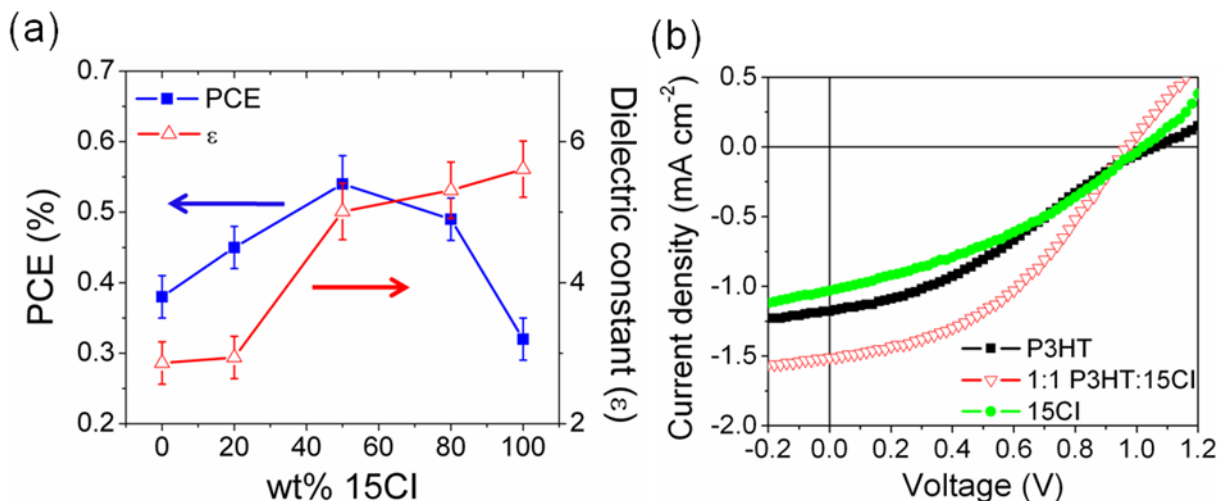 (a)
PCE (%)
0.7
0.6
0.5
0.4
0.3
0.2
PCE
ε
6
4
2
Dielectric constant (ε)
0 20 40 60 80 100
wt% 15CI
(b)
Current density (mA cm-2)
0.5
0.0
-0.5
-1.0
-1.5
-2.0
P3HT
1:1 P3HT:15CI
15CI
-0.2 0.0 0.2 0.4 0.6 0.8 1.0 1.2
Voltage (V)